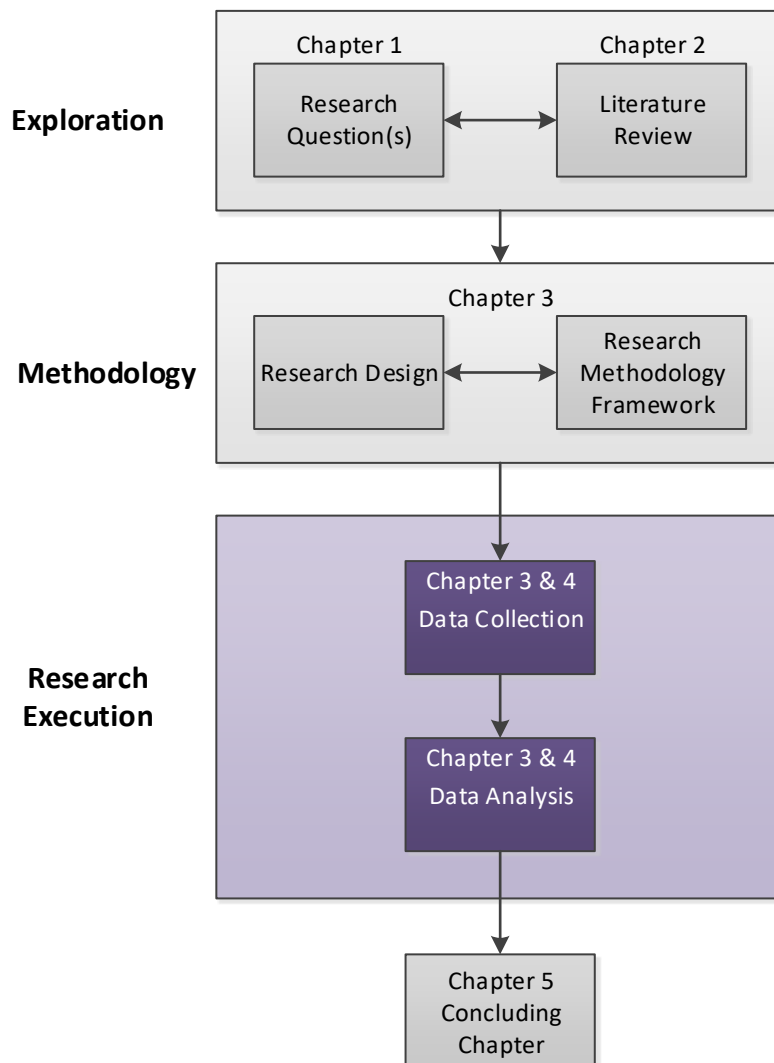 Chapter 1
Chapter 2
Exploration
Research
Question(s)
Literature
Review
Chapter 3
Methodology
Research Design
Research
Methodology
Framework
Chapter 3 & 4
Data Collection
Research
Execution
Chapter 3 & 4
Data Analysis
Chapter 5
Concluding
Chapter